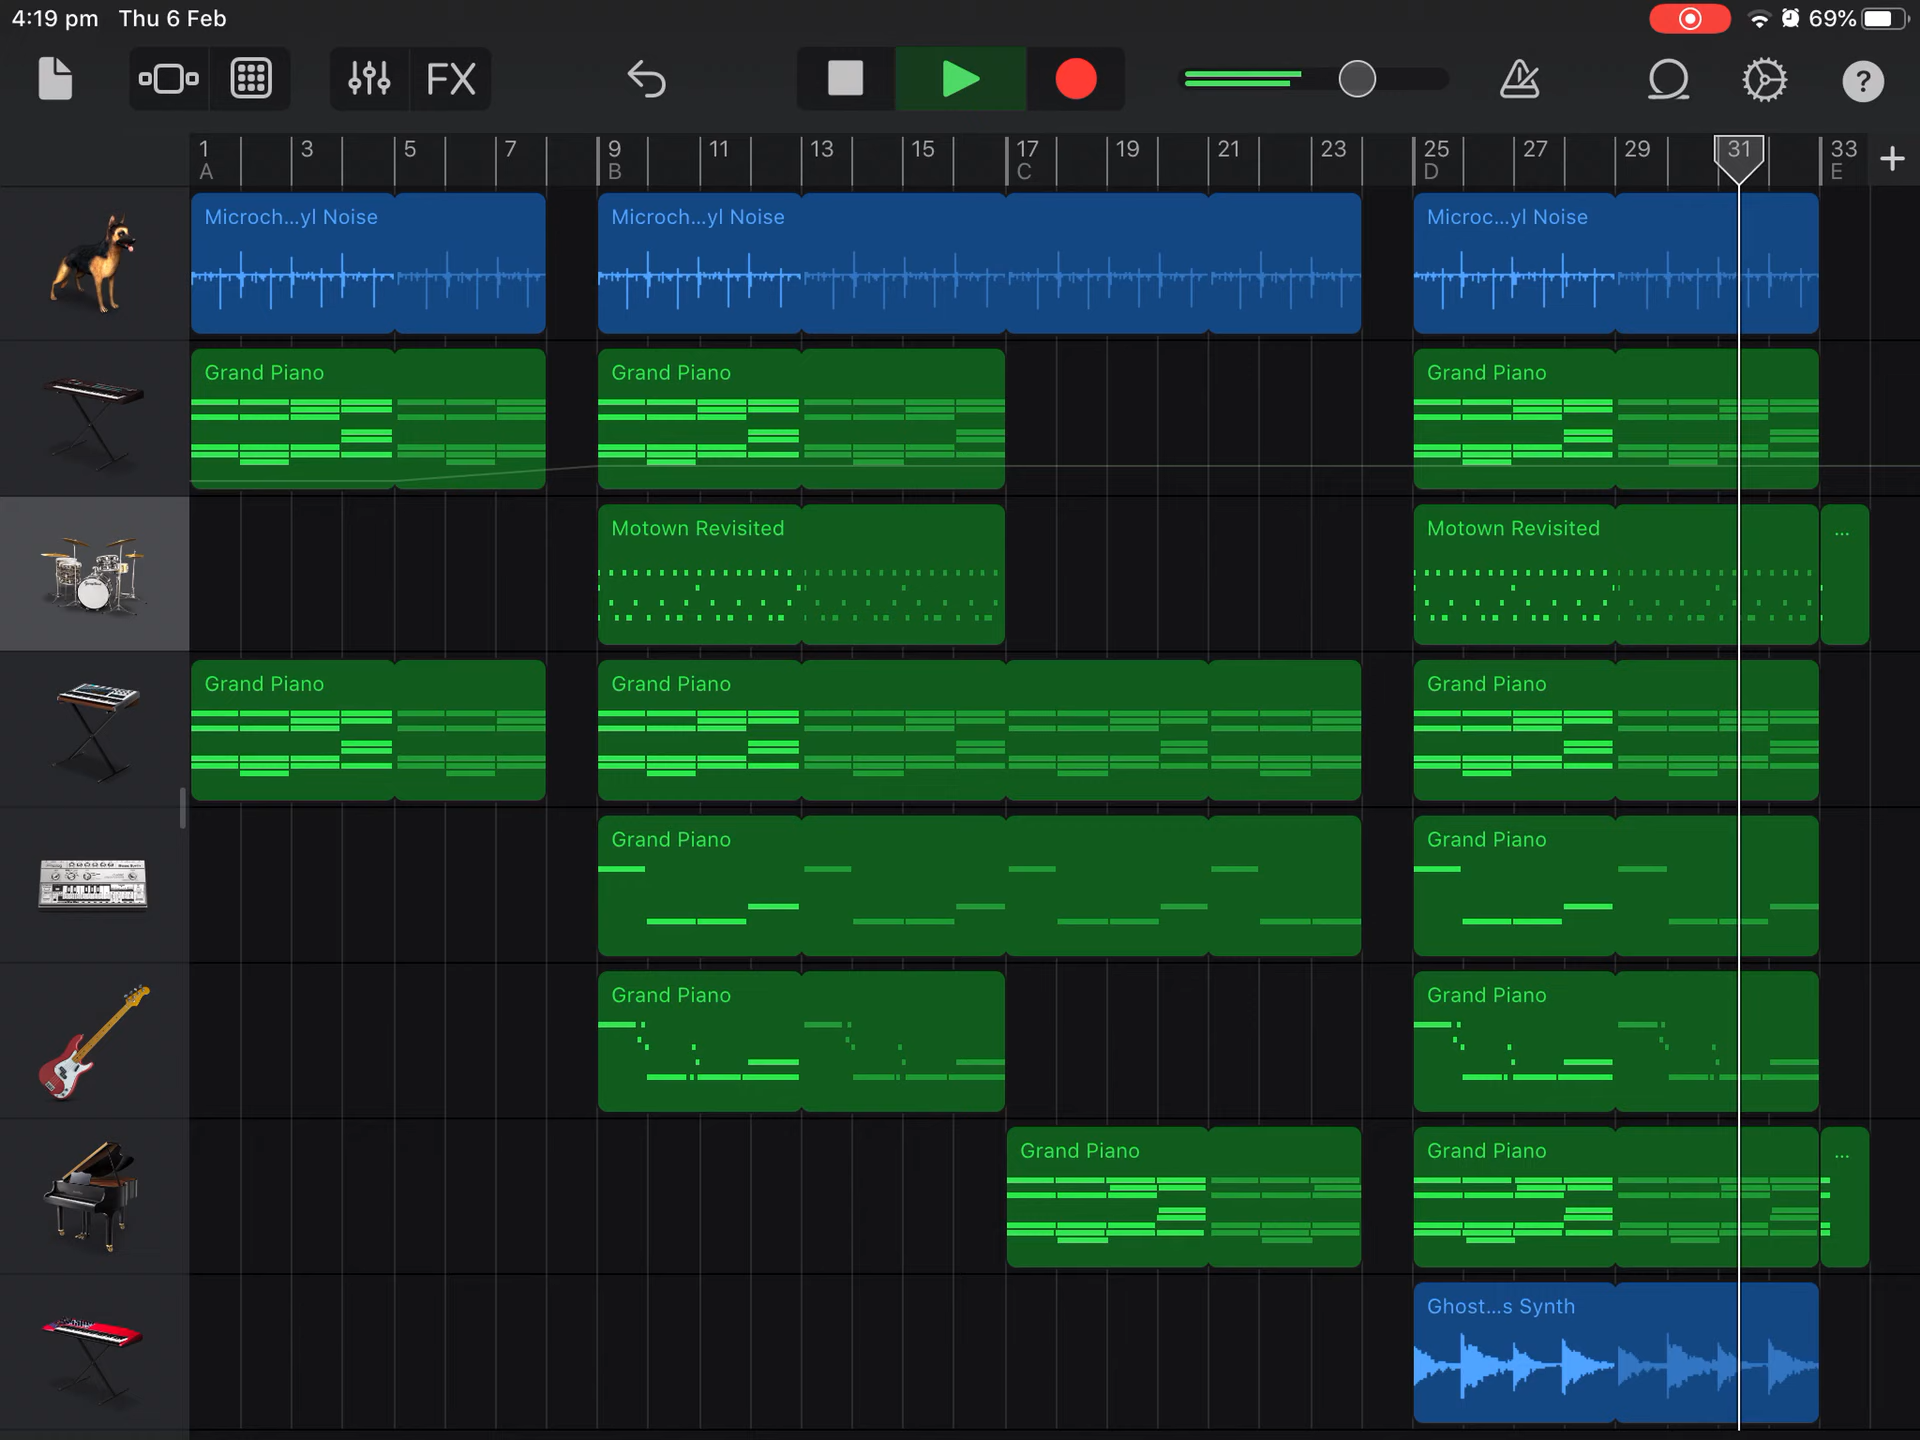 4:19 pm Thu 6 Feb 69%
FX ?
1 3 5 7 9 11 13 15 17 19 21 23 25 27 29 31 33 +
A B C D E
Microch...yl Noise Microch...yl Noise Microc...yl Noise
Grand Piano Grand Piano Grand Piano
Motown Revisited Motown Revisited ...
Grand Piano Grand Piano Grand Piano
Grand Piano Grand Piano
Grand Piano Grand Piano
Grand Piano Grand Piano ...
Ghost...s Synth